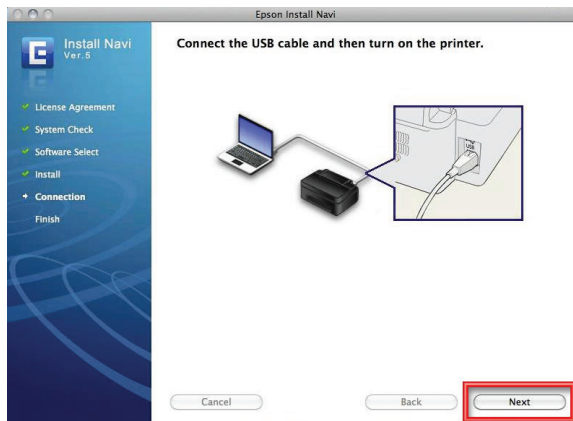 Epson Install Navi
E
Install Navi
Ver.5
License Agreement
System Check
Software Select
Install
Connection
Finish
Connect the USB cable and then turn on the printer.
USB
Cancel
Back
Next